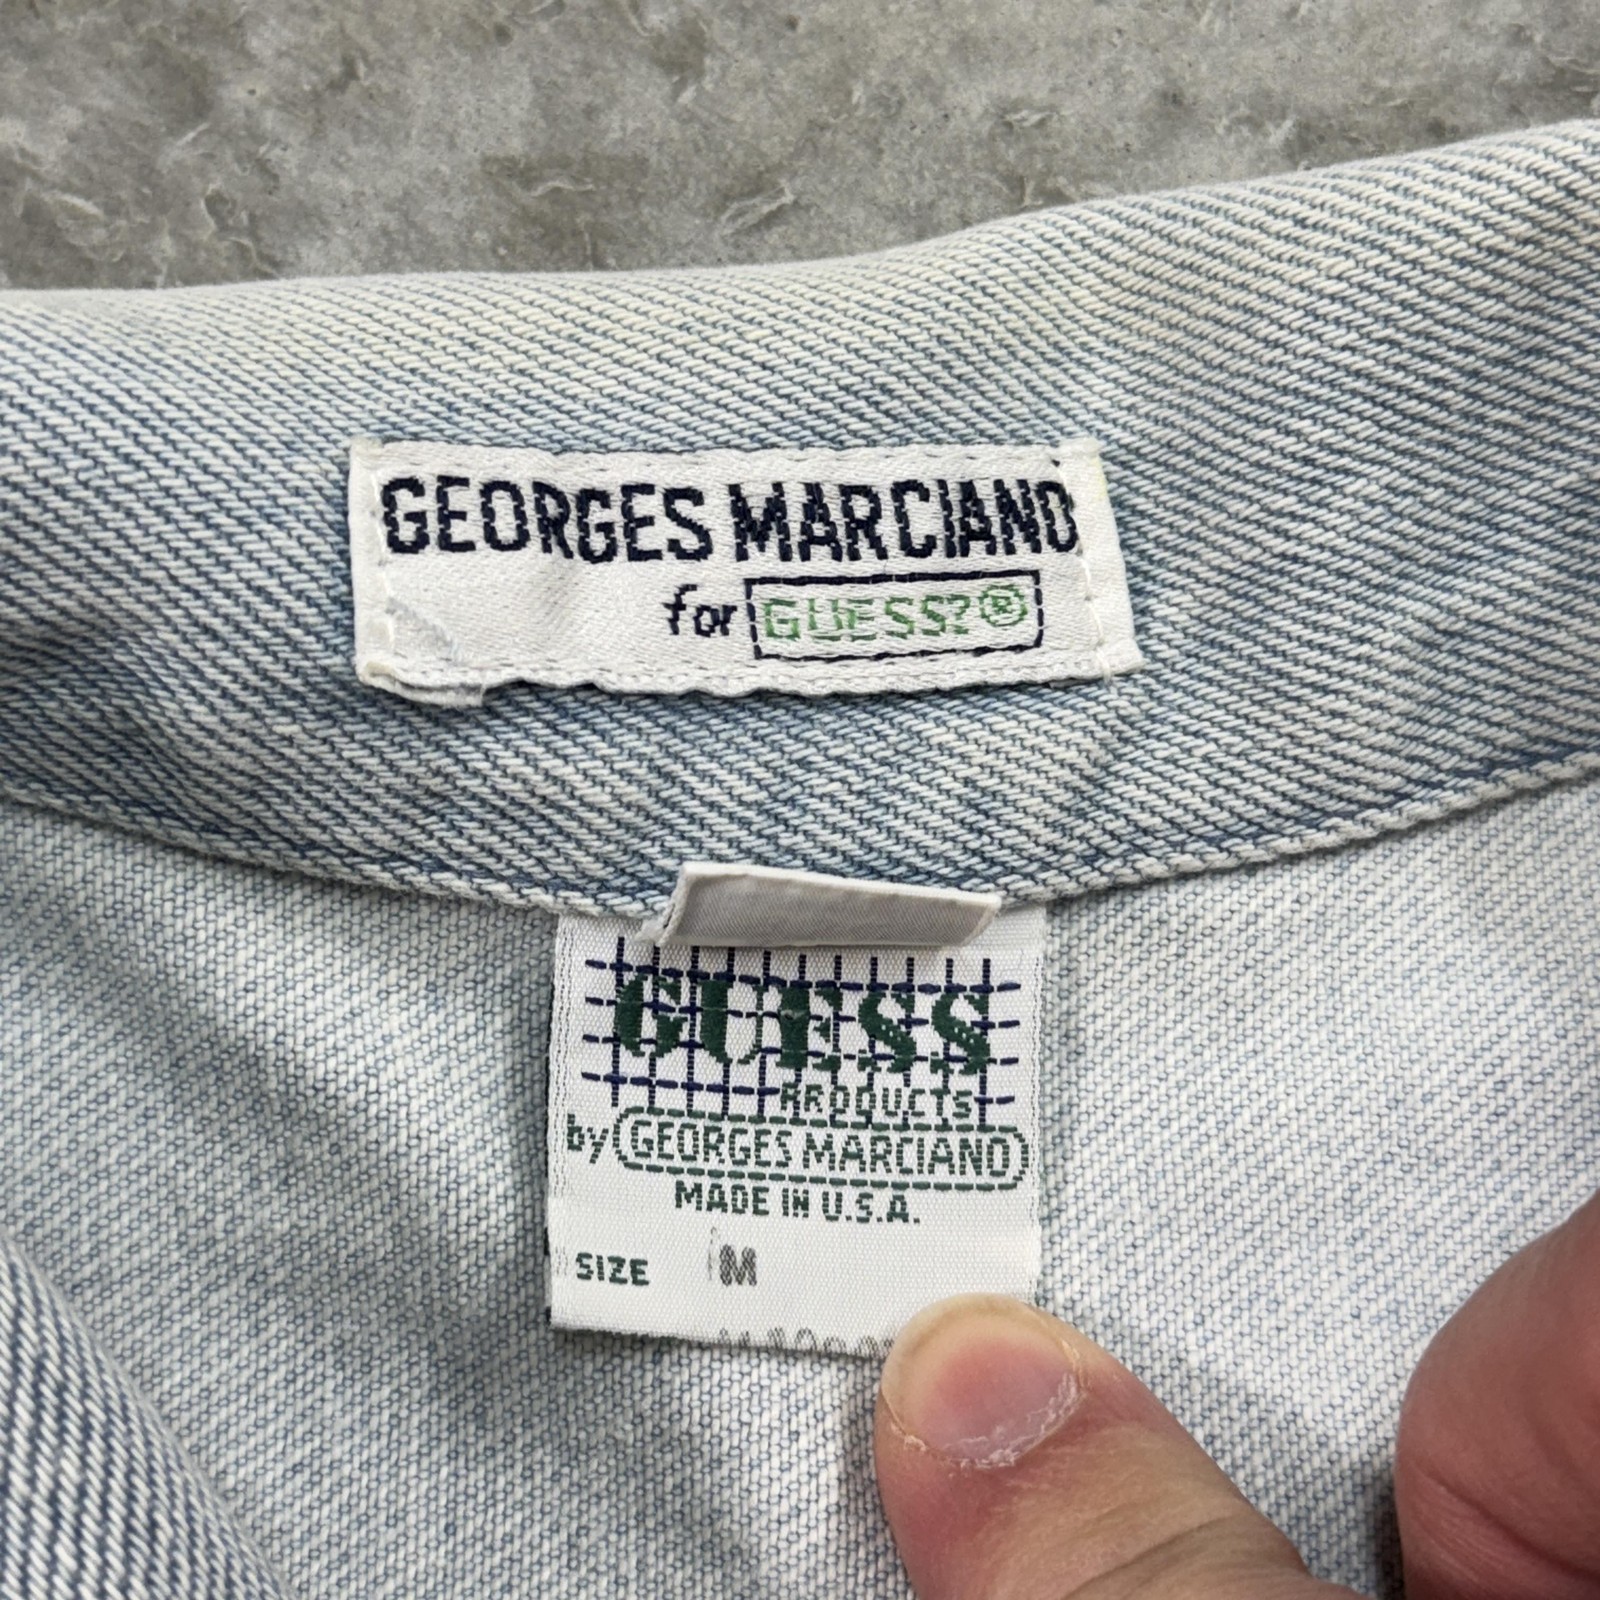 GEORGES MARCIANO
for GUESS?®
GUESS
PRODUCTS
by GEORGES MARCIANO
MADE IN U.S.A.
SIZE M